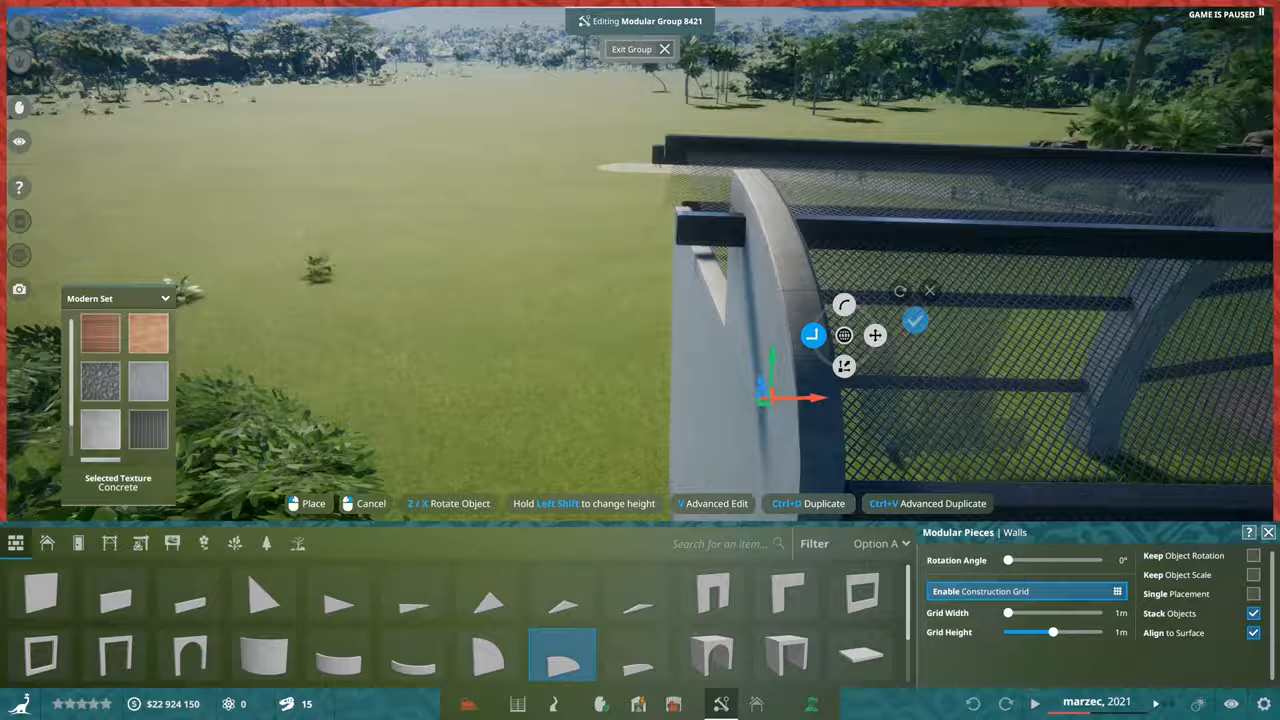 Editing Modular Group 8421
GAME IS PAUSED
Exit Group
?
Modern Set
Selected Texture
Concrete
Place
Cancel
Z / X Rotate Object
Hold Left Shift to change height
V Advanced Edit
Ctrl+D Duplicate
Ctrl+V Advanced Duplicate
Search for an item...
Filter
Option A
Modular Pieces | Walls
?
Rotation Angle
0°
Keep Object Rotation
Keep Object Scale
Enable Construction Grid
Single Placement
Grid Width
1m
Stack Objects
Grid Height
1m
Align to Surface
$22 924 150
0
15
marzec, 2021